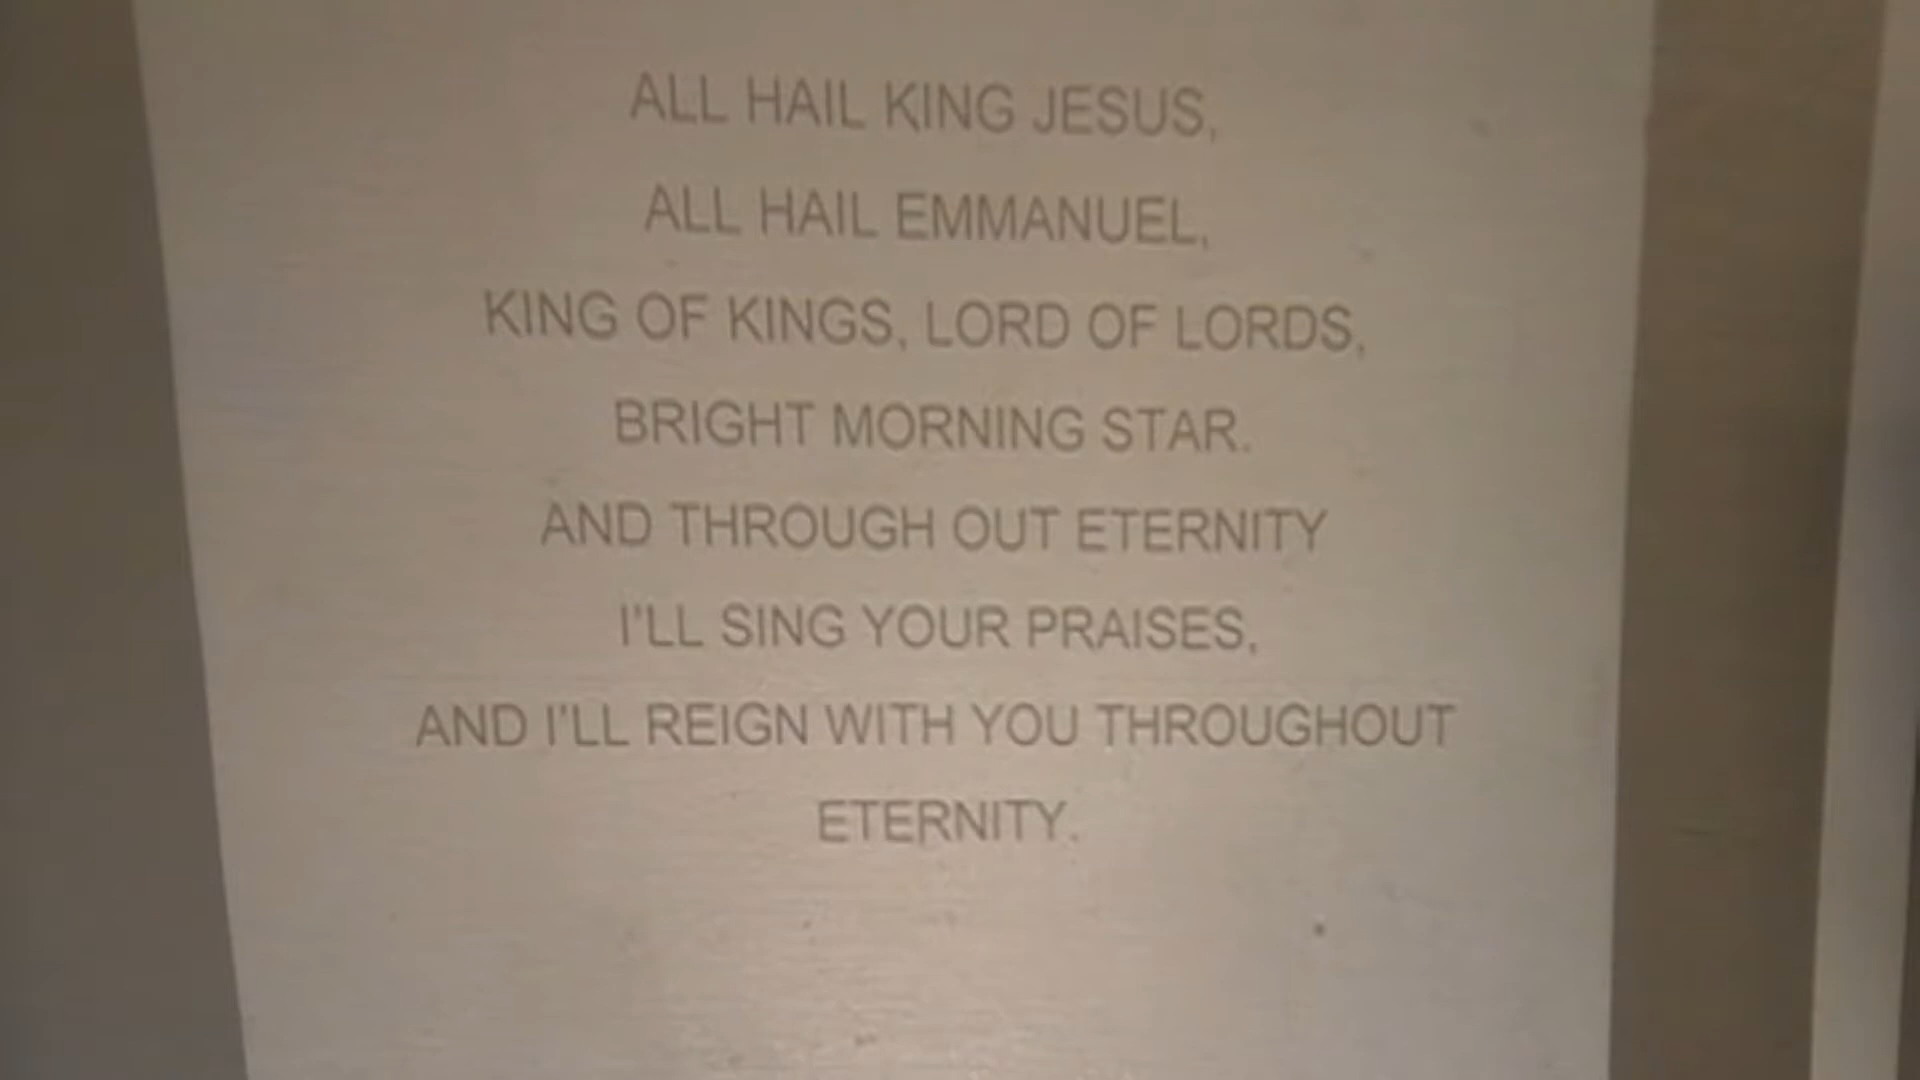 ALL HAIL KING JESUS,
ALL HAIL EMMANUEL,
KING OF KINGS, LORD OF LORDS,
BRIGHT MORNING STAR.
AND THROUGH OUT ETERNITY
I'LL SING YOUR PRAISES,
AND I'LL REIGN WITH YOU THROUGHOUT
ETERNITY.